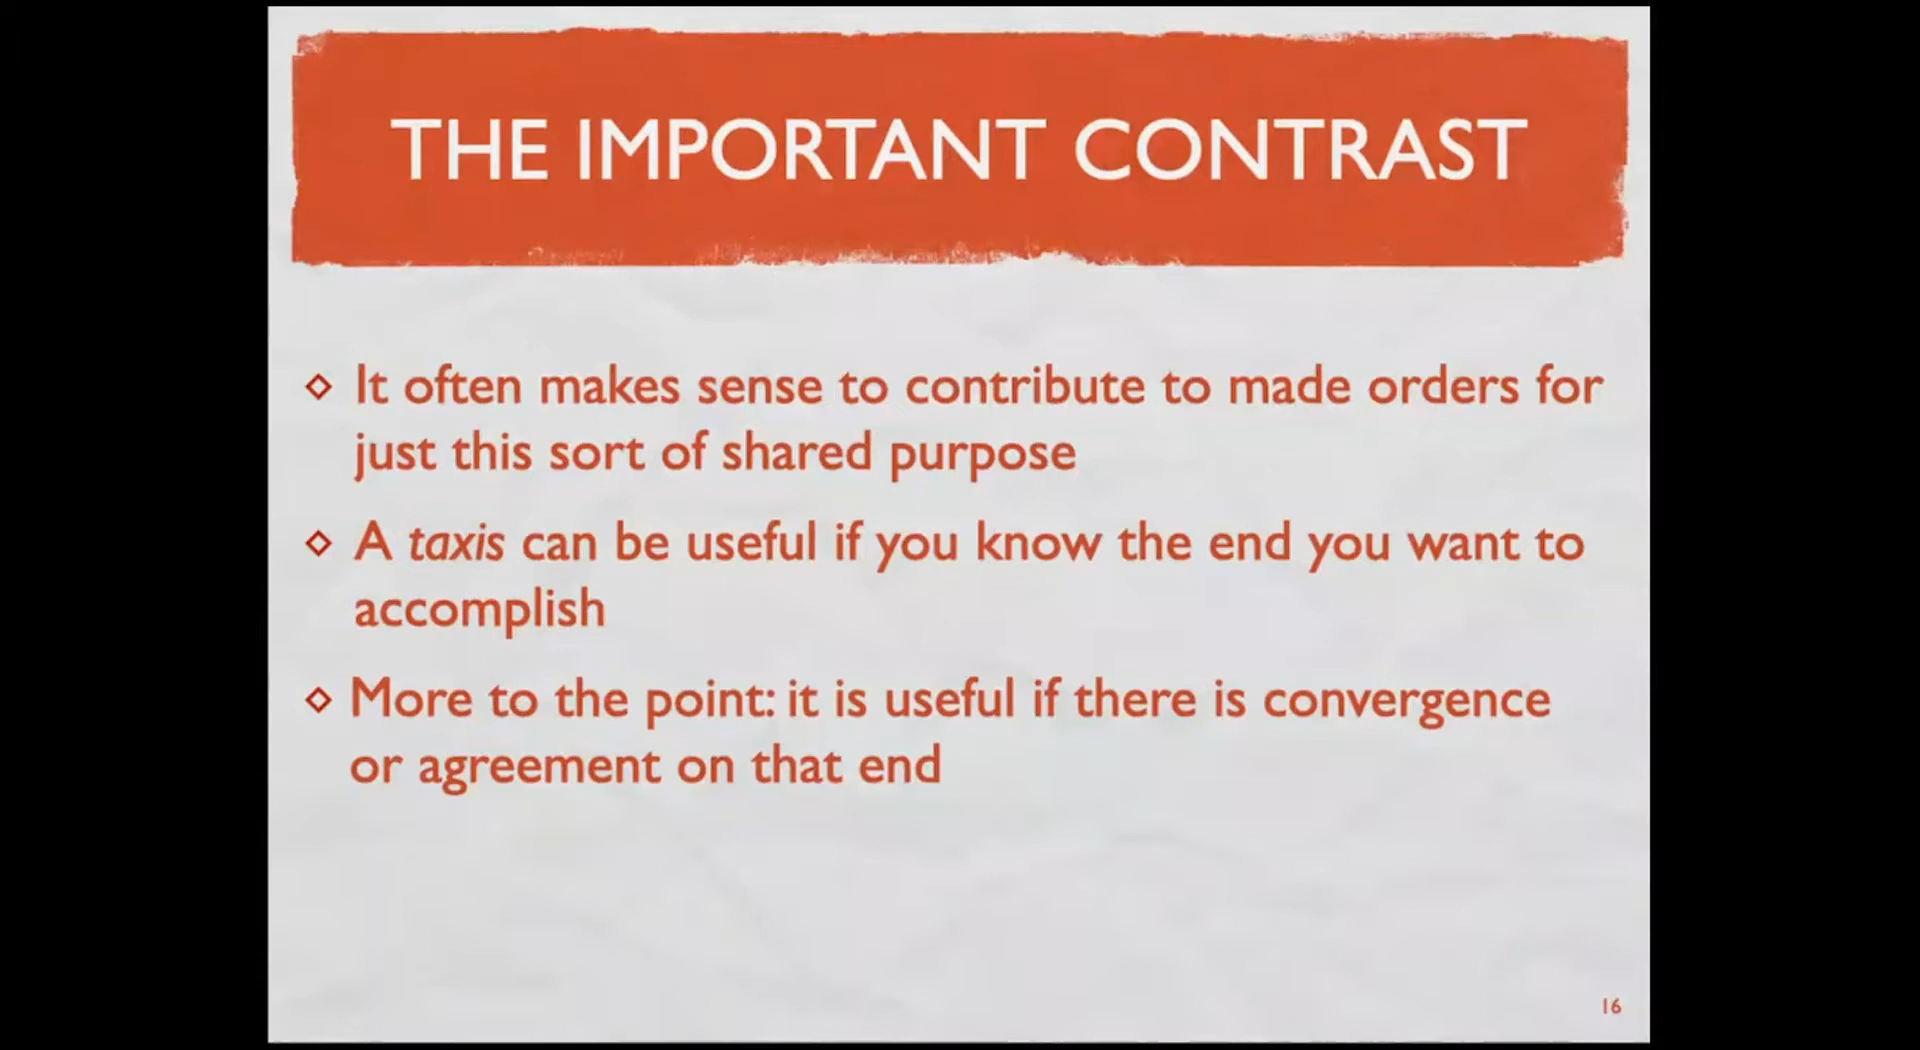 THE IMPORTANT CONTRAST
It often makes sense to contribute to made orders for
just this sort of shared purpose
A taxis can be useful if you know the end you want to
accomplish
More to the point: it is useful if there is convergence
or agreement on that end
16